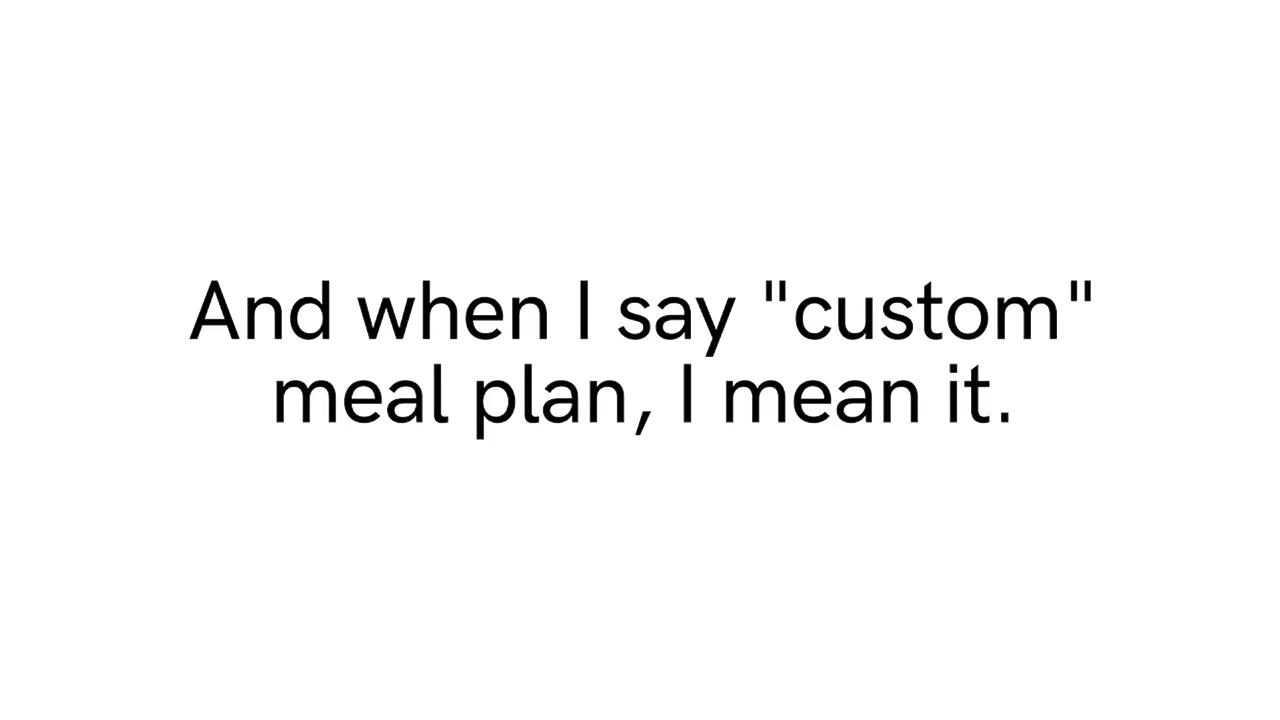 And when I say "custom"
meal plan, I mean it.